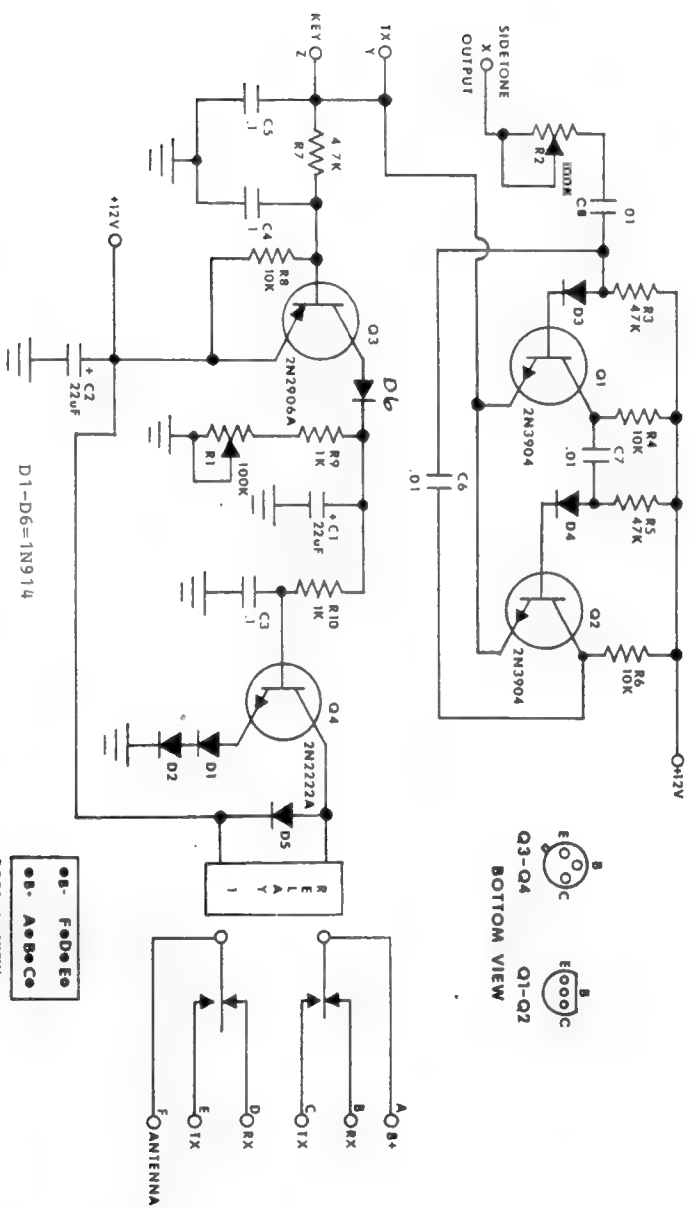 SIDETONE
X
OUTPUT
R2
100K
.01
C8
R3
47K
D3
Q1
2N3904
R4
10K
C7
.01
R5
47K
D4
Q2
2N3904
R6
10K
+12V
C6
.01
TX
Y
KEY
Z
C5
.1
4.7K
R7
C4
.1
R8
10K
Q3
2N2906A
D6
+12V
+ C2
22uF
R1
100K
R9
1K
+ C1
22uF
R10
1K
C3
.1
Q4
2N2222A
D1
D2
D5
RELAY 1
A
B+
B
RX
C
TX
D
RX
E
TX
F
ANTENNA
E B C
Q3-Q4
E B C
Q1-Q2
BOTTOM VIEW
D1-D6=1N914
B- F D E
B+ A B C